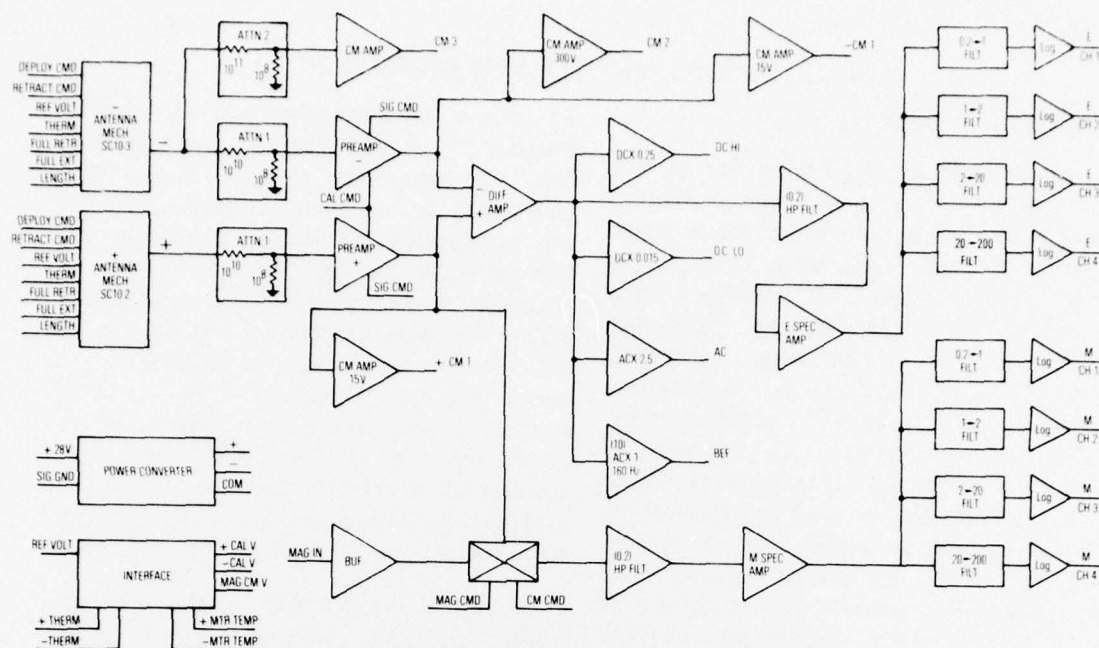 DEPLOY CMD
RETRACT CMD
REF VOLT
THERM
FULL RETR
FULL EXT
LENGTH
−
ANTENNA
MECH
SC10-3
−
ATTN 2
10¹¹
10⁸
CM AMP
CM 3
CM AMP
300V
CM 2
CM AMP
15V
−CM 1
ATTN 1
10¹⁰
10⁸
SIG CMD
PREAMP
−
CAL CMD
DEPLOY CMD
RETRACT CMD
REF VOLT
THERM
FULL RETR
FULL EXT
LENGTH
+
ANTENNA
MECH
SC10-2
+
ATTN 1
10¹⁰
10⁸
PREAMP
+
SIG CMD
−
+
DIFF
AMP
CM AMP
15V
+ CM 1
DCX 0.25
DC HI
DCX 0.015
DC LO
ACX 2.5
AC
(10)
ACX 1
160 Hz
BEF
(0.2)
HP FILT
E SPEC
AMP
0.2→1
FILT
Log
E
CH 1
1→2
FILT
Log
E
CH 2
2→20
FILT
Log
E
CH 3
20→200
FILT
Log
E
CH 4
0.2→1
FILT
Log
M
CH 1
1→2
FILT
Log
M
CH 2
2→20
FILT
Log
M
CH 3
20→200
FILT
Log
M
CH 4
+ 28V
SIG GND
POWER CONVERTER
+
−
COM
REF VOLT
INTERFACE
+ CAL V
−CAL V
MAG CM V
+ THERM
−THERM
+ MTR TEMP
−MTR TEMP
MAG IN
BUF
MAG CMD
CM CMD
(0.2)
HP FILT
M SPEC
AMP